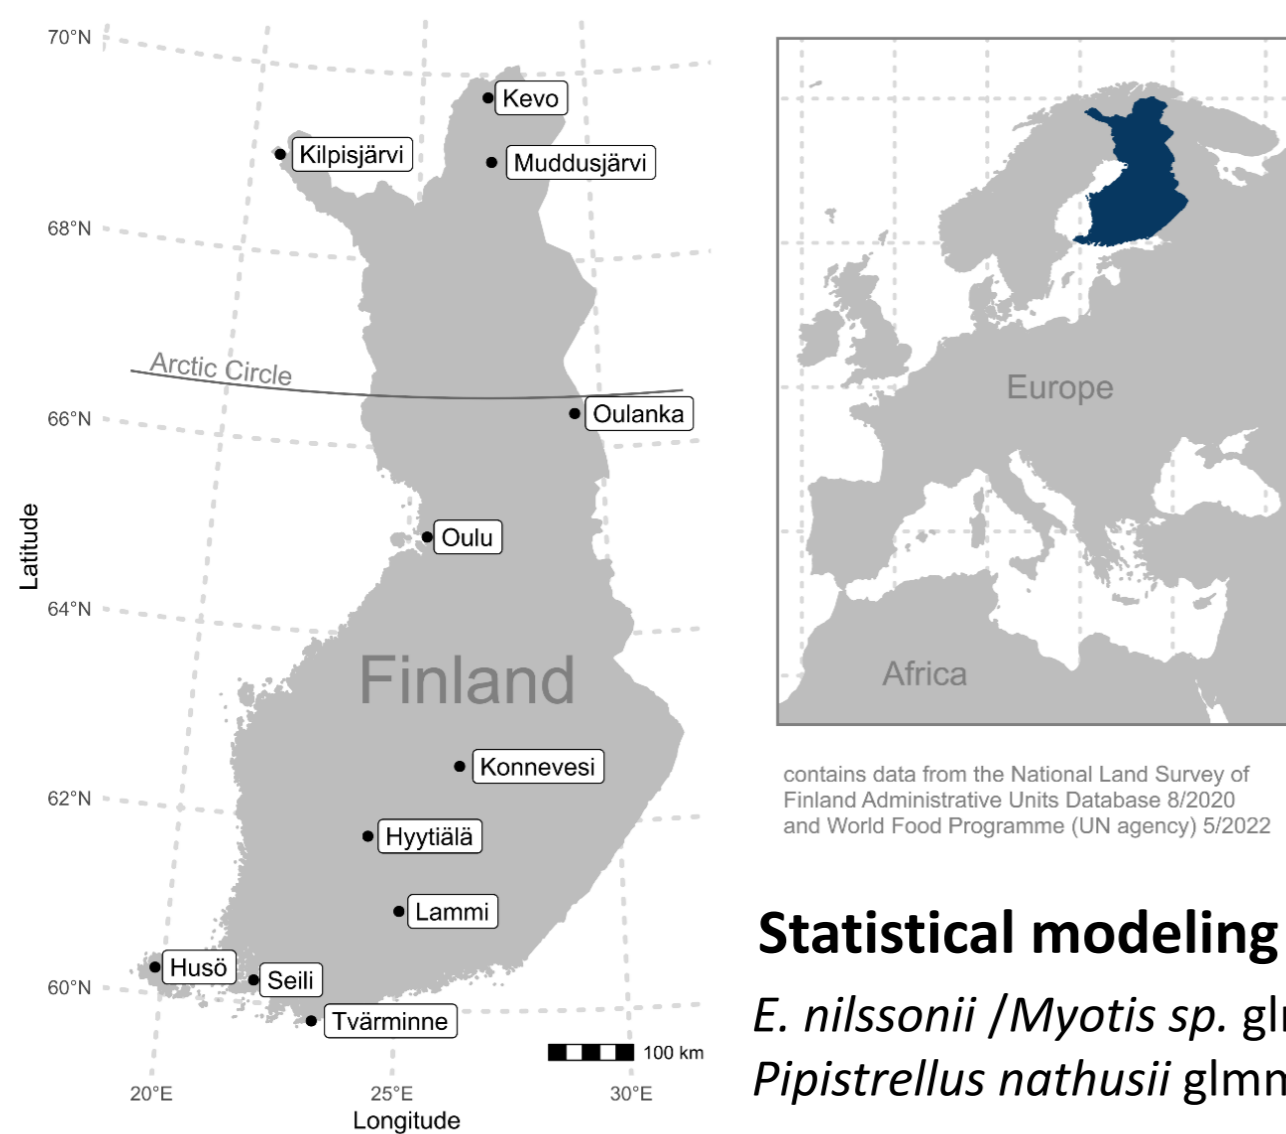 70°N
Kevo
Kilpisjärvi
Muddusjärvi
68°N
Arctic Circle
66°N
Oulanka
Latitude
Oulu
64°N
Finland
Konnevesi
62°N
Hyytiälä
Lammi
Husö
Seili
60°N
Tvärminne
100 km
20°E
25°E
30°E
Longitude
Europe
Africa
contains data from the National Land Survey of
Finland Administrative Units Database 8/2020
and World Food Programme (UN agency) 5/2022
Statistical modeling
E. nilssonii /Myotis sp.
Pipistrellus nathusii